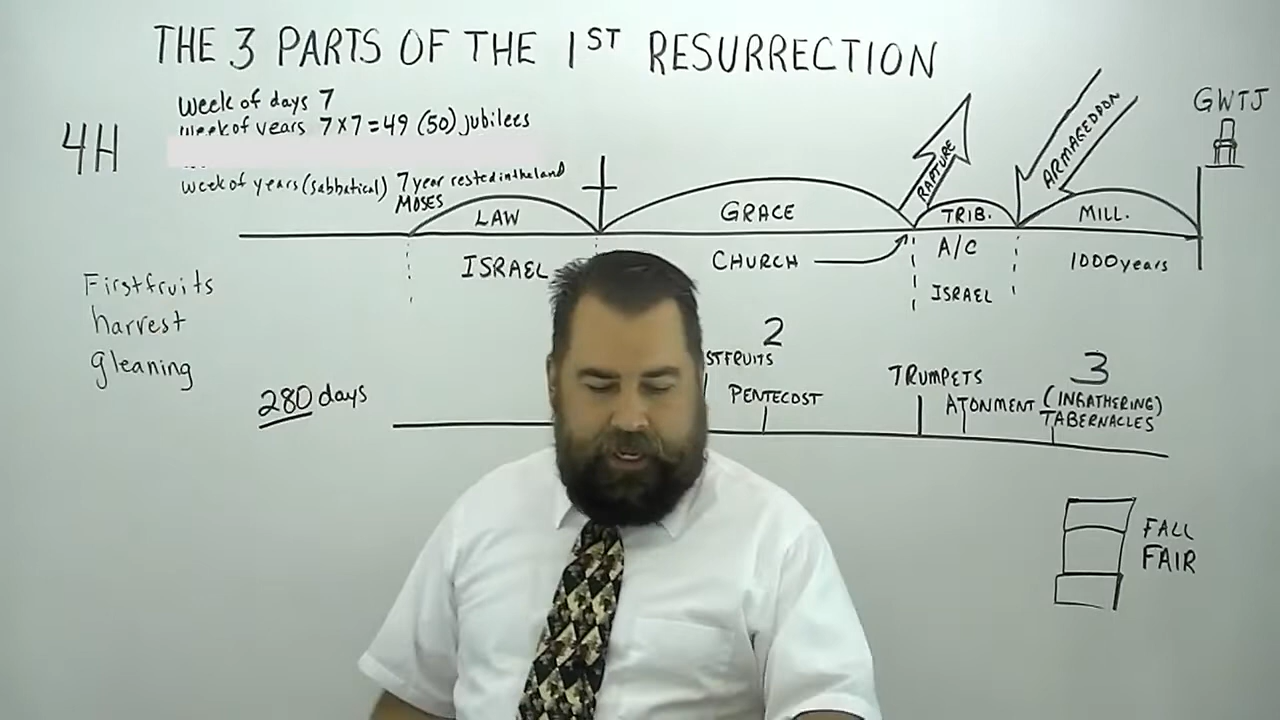 THE 3 PARTS OF THE 1ST RESURRECTION
4H
week of days 7
week of years 7x7=49 (50) jubilees
week of years (sabbatical) 7 year rested in the land
MOSES
LAW
GRACE
RAPTURE
TRIB.
ARMAGEDDON
MILL.
GWTJ
ISRAEL
CHURCH
A/C
ISRAEL
1000 years
Firstfruits
harvest
gleaning
280 days
2
STFRUITS
PENTECOST
TRUMPETS
ATONMENT
3
(INGATHERING)
TABERNACLES
FALL
FAIR